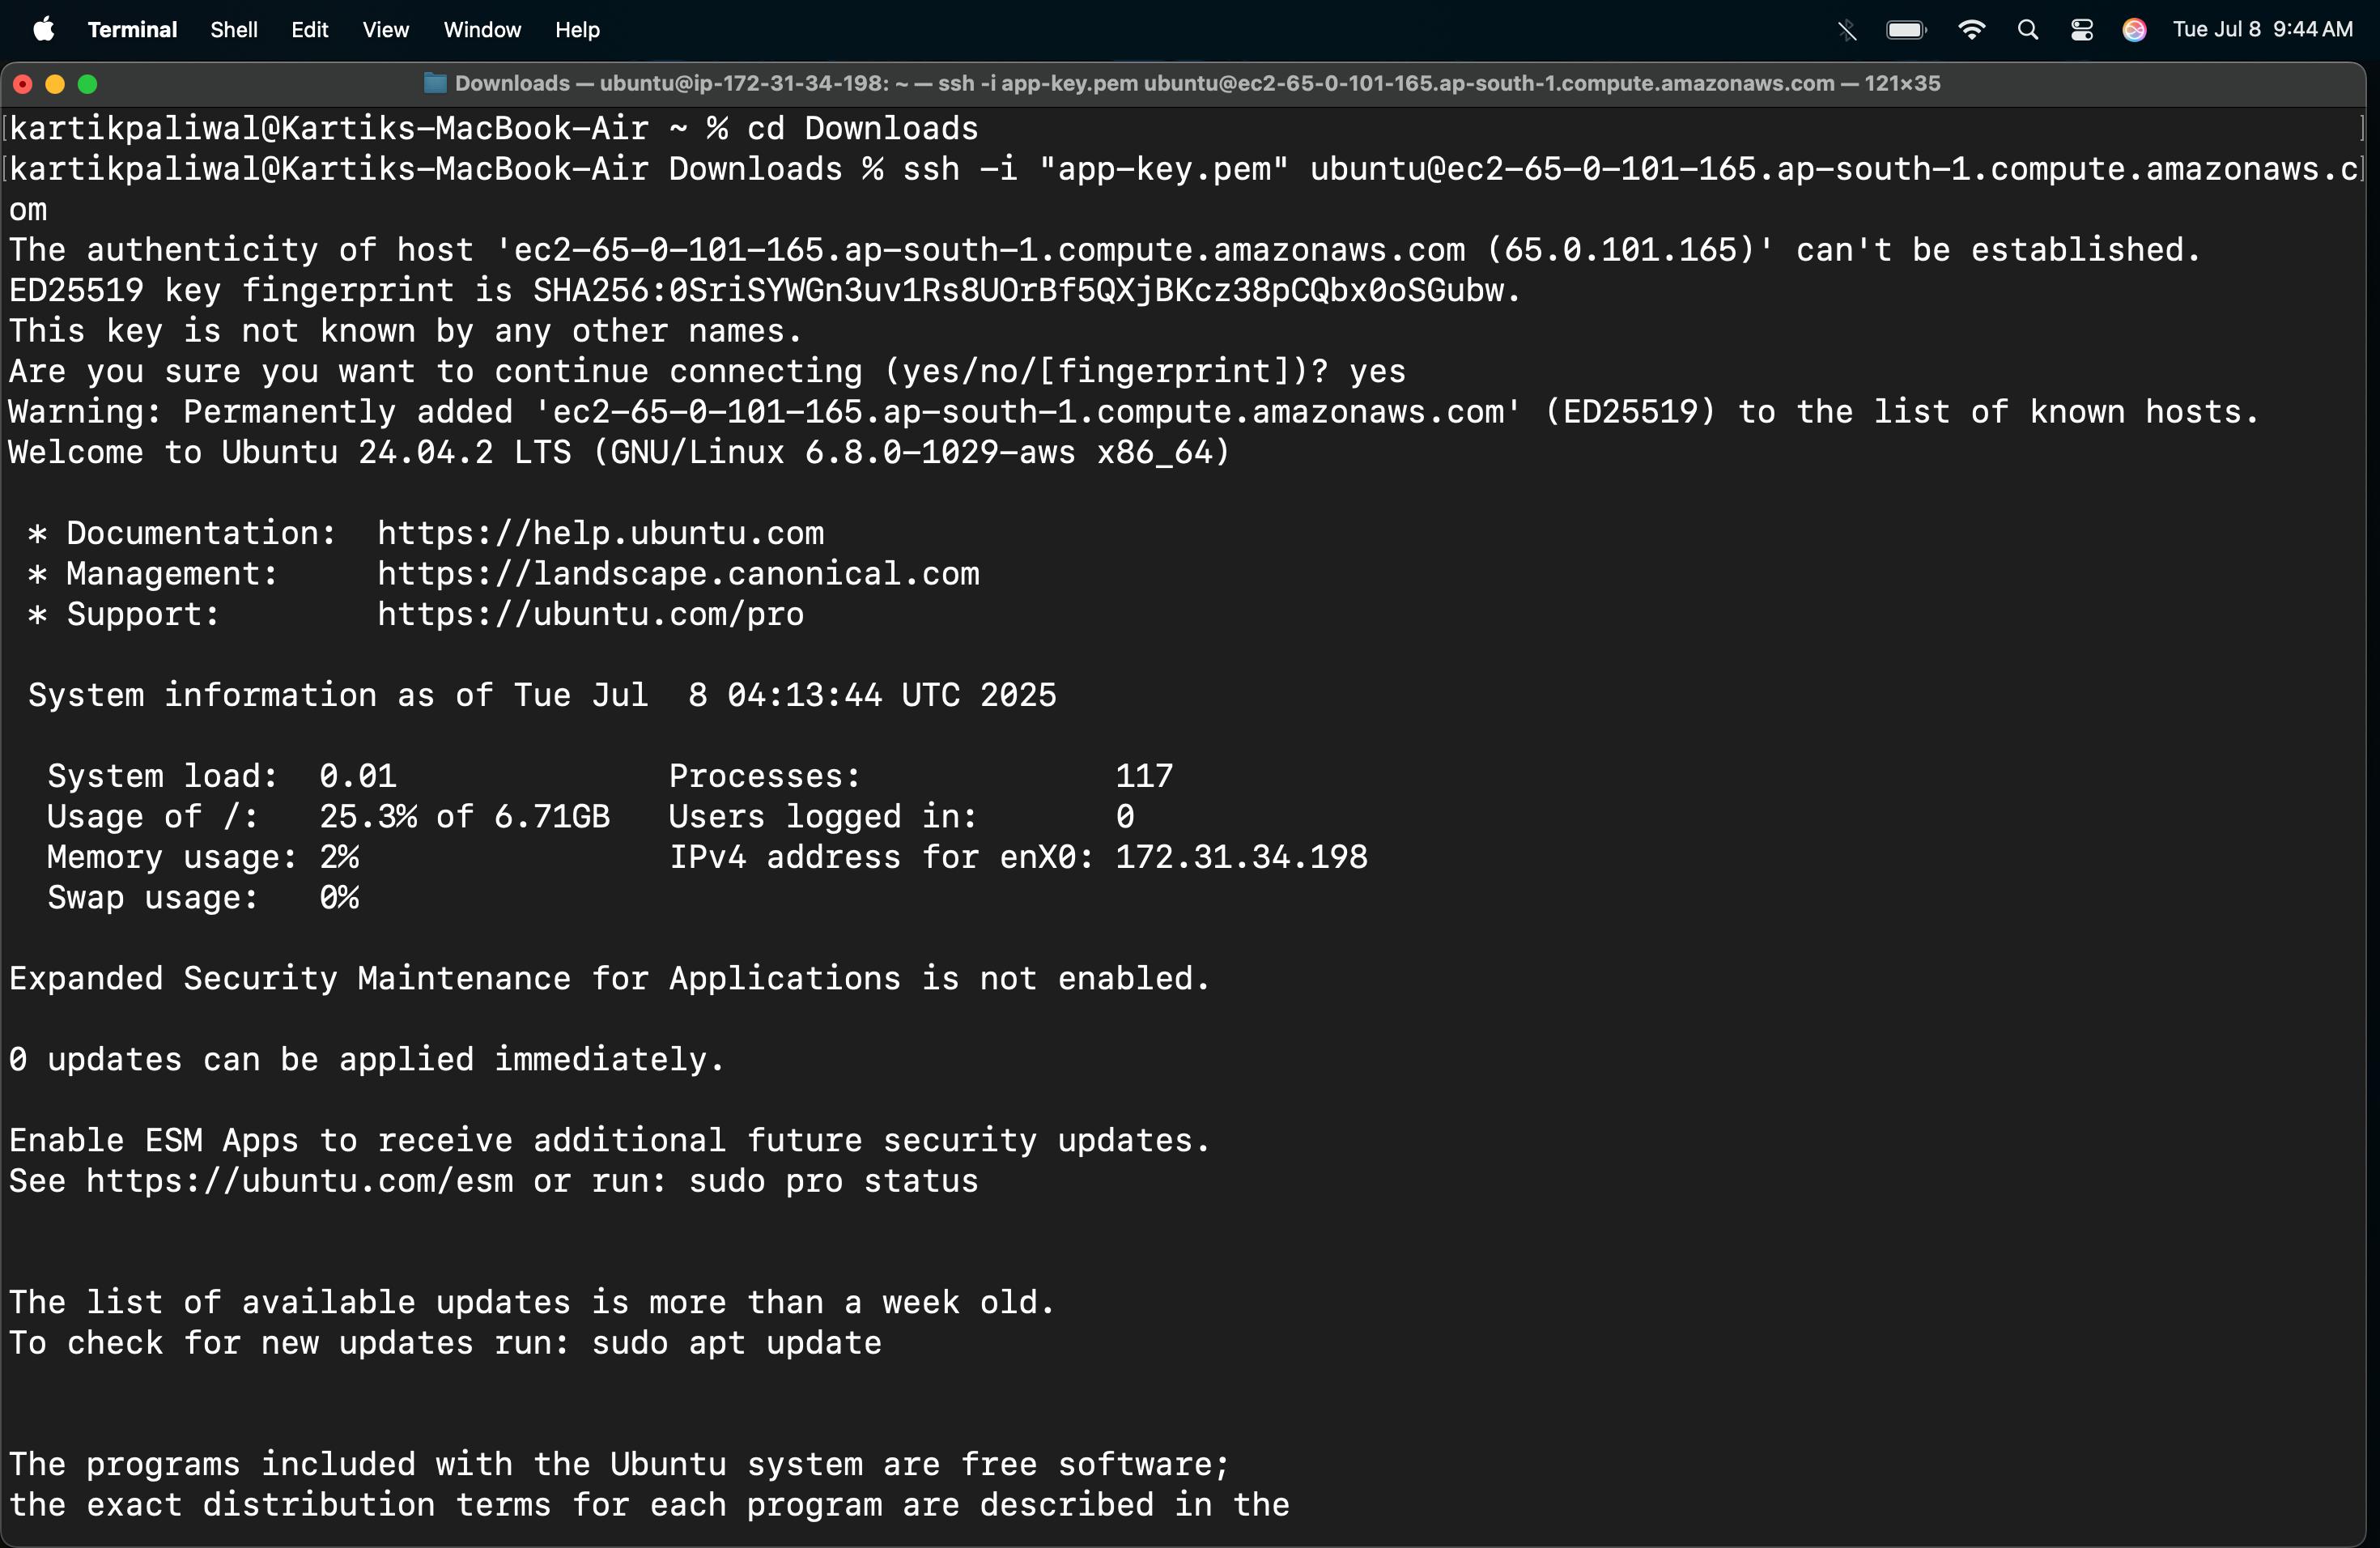 Terminal Shell Edit View Window Help Tue Jul 8 9:44 AM
Downloads — ubuntu@ip-172-31-34-198: ~ — ssh -i app-key.pem ubuntu@ec2-65-0-101-165.ap-south-1.compute.amazonaws.com — 121×35
[kartikpaliwal@Kartiks-MacBook-Air ~ % cd Downloads ]
[kartikpaliwal@Kartiks-MacBook-Air Downloads % ssh -i "app-key.pem" ubuntu@ec2-65-0-101-165.ap-south-1.compute.amazonaws.c]
om
The authenticity of host 'ec2-65-0-101-165.ap-south-1.compute.amazonaws.com (65.0.101.165)' can't be established.
ED25519 key fingerprint is SHA256:0SriSYWGn3uv1Rs8UOrBf5QXjBKcz38pCQbx0oSGubw.
This key is not known by any other names.
Are you sure you want to continue connecting (yes/no/[fingerprint])? yes
Warning: Permanently added 'ec2-65-0-101-165.ap-south-1.compute.amazonaws.com' (ED25519) to the list of known hosts.
Welcome to Ubuntu 24.04.2 LTS (GNU/Linux 6.8.0-1029-aws x86_64)
* Documentation: https://help.ubuntu.com
* Management: https://landscape.canonical.com
* Support: https://ubuntu.com/pro
System information as of Tue Jul 8 04:13:44 UTC 2025
System load: 0.01 Processes: 117
Usage of /: 25.3% of 6.71GB Users logged in: 0
Memory usage: 2% IPv4 address for enX0: 172.31.34.198
Swap usage: 0%
Expanded Security Maintenance for Applications is not enabled.
0 updates can be applied immediately.
Enable ESM Apps to receive additional future security updates.
See https://ubuntu.com/esm or run: sudo pro status
The list of available updates is more than a week old.
To check for new updates run: sudo apt update
The programs included with the Ubuntu system are free software;
the exact distribution terms for each program are described in the